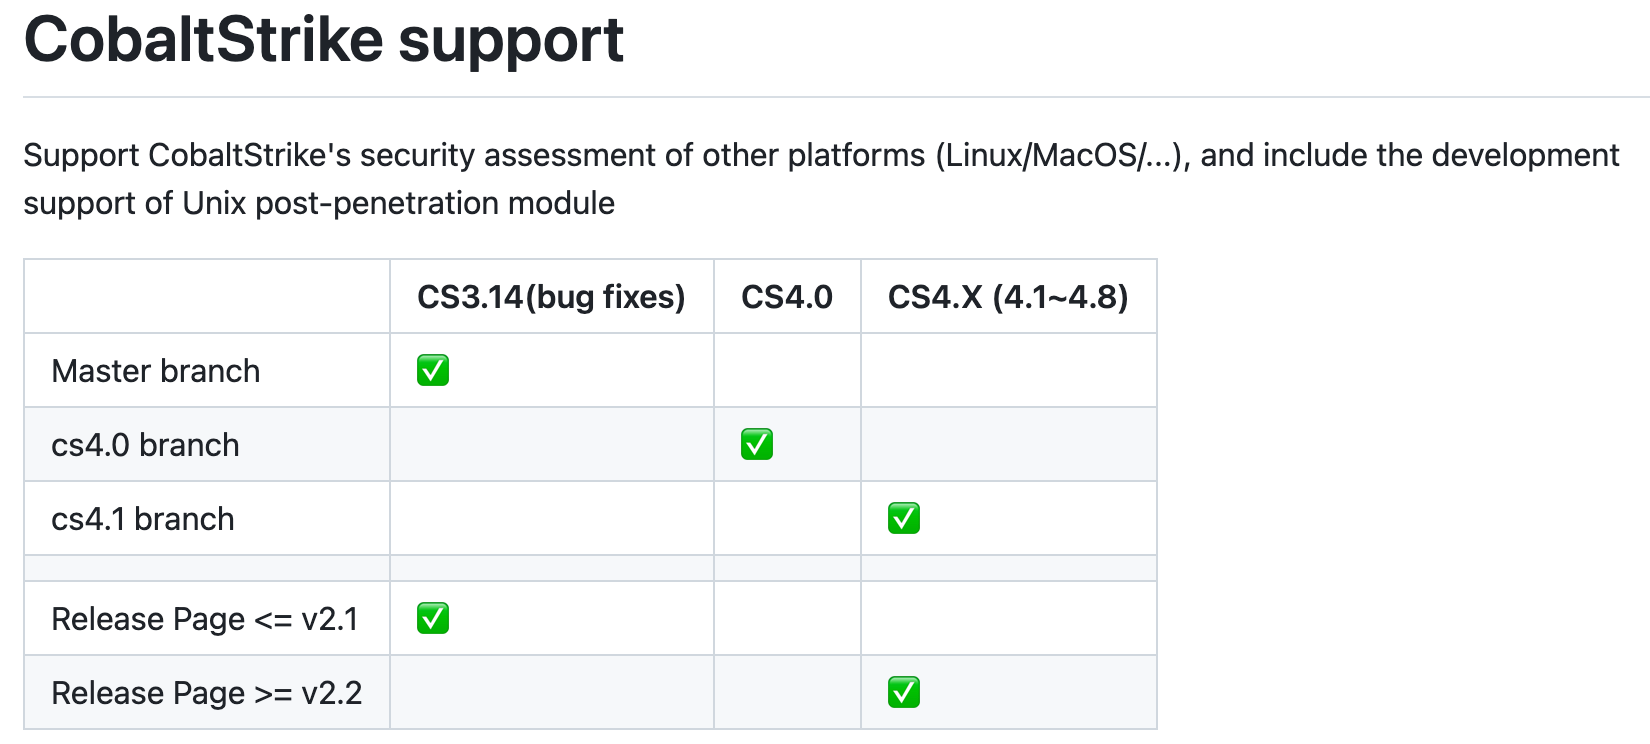 CobaltStrike support
Support CobaltStrike's security assessment of other platforms (Linux/MacOS/...), and include the development
support of Unix post-penetration module
CS3.14(bug fixes) CS4.0 CS4.X (4.1~4.8)
Master branch ✅
cs4.0 branch ✅
cs4.1 branch ✅
Release Page <= v2.1 ✅
Release Page >= v2.2 ✅